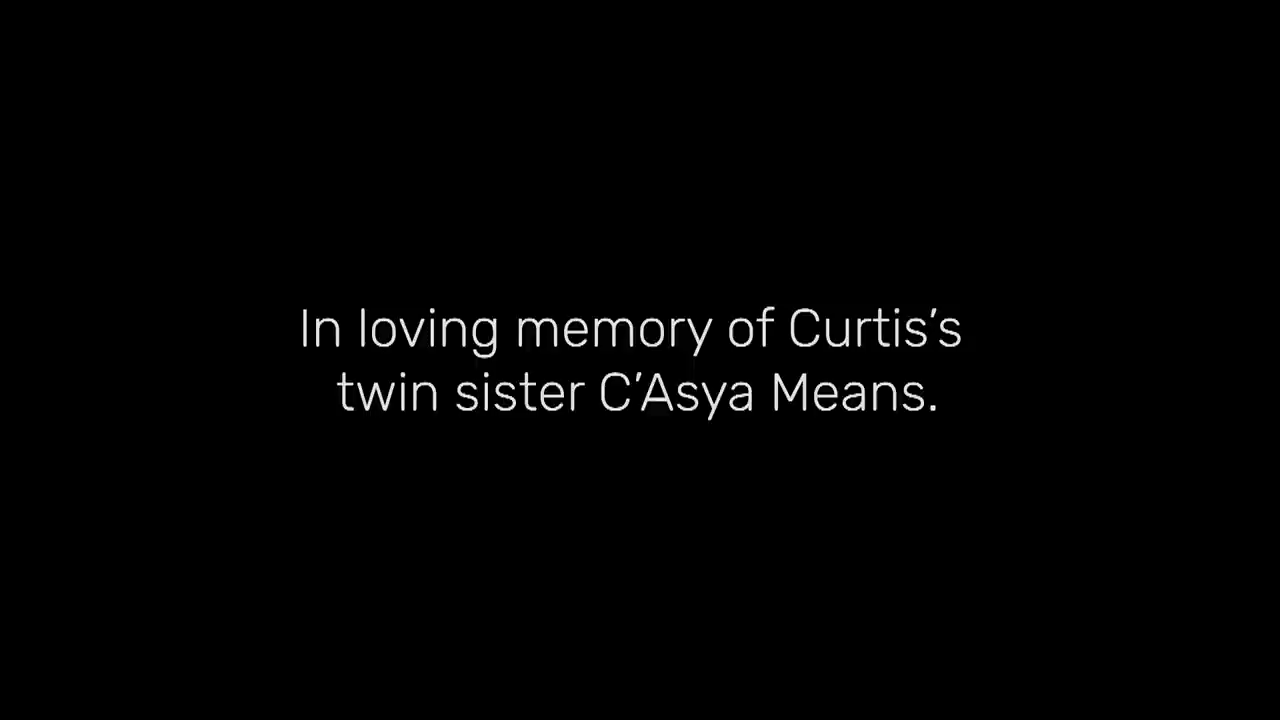 In loving memory of Curtis’s
twin sister C’Asya Means.